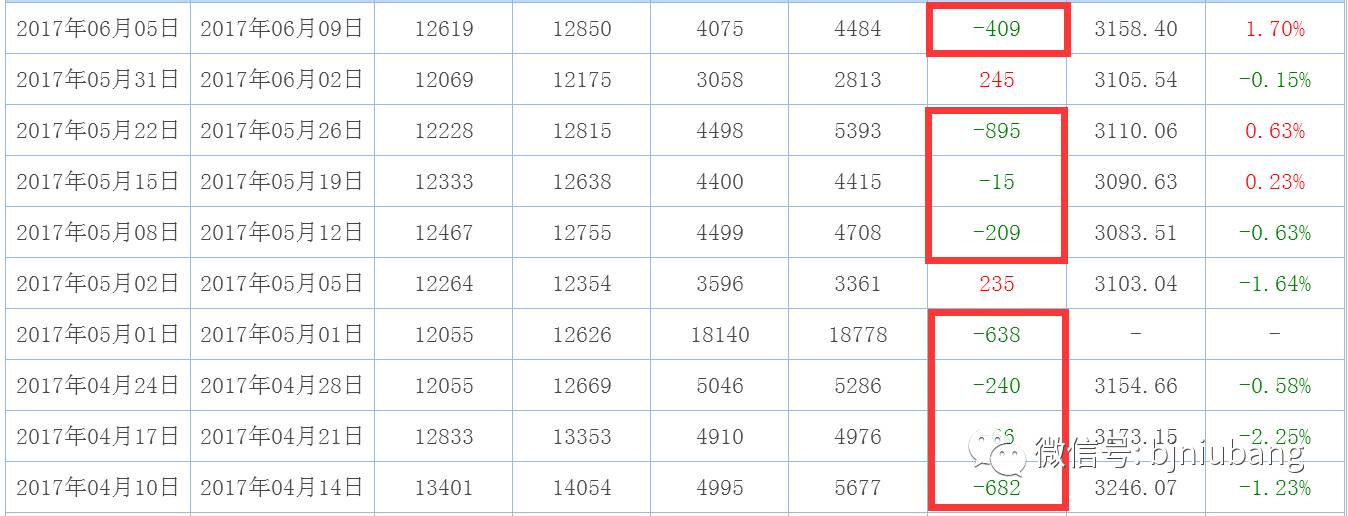 2017年06月05日 2017年06月09日 12619 12850 4075 4484 -409 3158.40 1.70%
2017年05月31日 2017年06月02日 12069 12175 3058 2813 245 3105.54 -0.15%
2017年05月22日 2017年05月26日 12228 12815 4498 5393 -895 3110.06 0.63%
2017年05月15日 2017年05月19日 12333 12638 4400 4415 -15 3090.63 0.23%
2017年05月08日 2017年05月12日 12467 12755 4499 4708 -209 3083.51 -0.63%
2017年05月02日 2017年05月05日 12264 12354 3596 3361 235 3103.04 -1.64%
2017年05月01日 2017年05月01日 12055 12626 18140 18778 -638 - -
2017年04月24日 2017年04月28日 12055 12669 5046 5286 -240 3154.66 -0.58%
2017年04月17日 2017年04月21日 12833 13353 4910 4976 3173.15 -2.25%
微信号: bjniubang
2017年04月10日 2017年04月14日 13401 14054 4995 5677 -682 3246.07 -1.23%